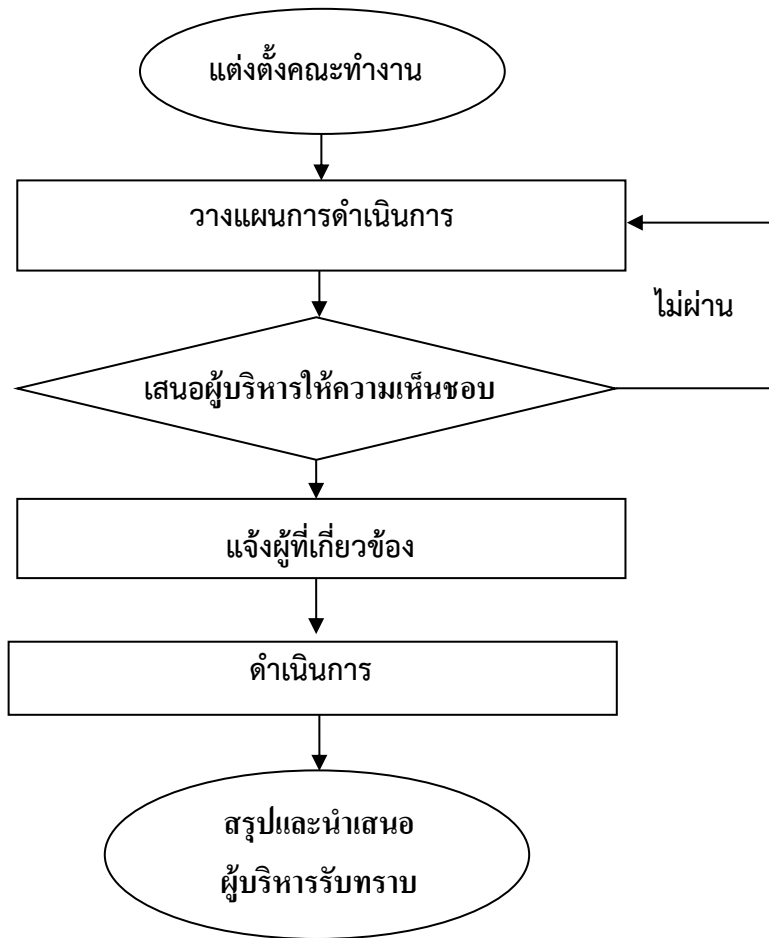 แต่งตั้งคณะทำงาน
วางแผนการดำเนินการ
ไม่ผ่าน
เสนอผู้บริหารให้ความเห็นชอบ
แจ้งผู้ที่เกี่ยวข้อง
ดำเนินการ
สรุปและนำเสนอ
ผู้บริหารรับทราบ